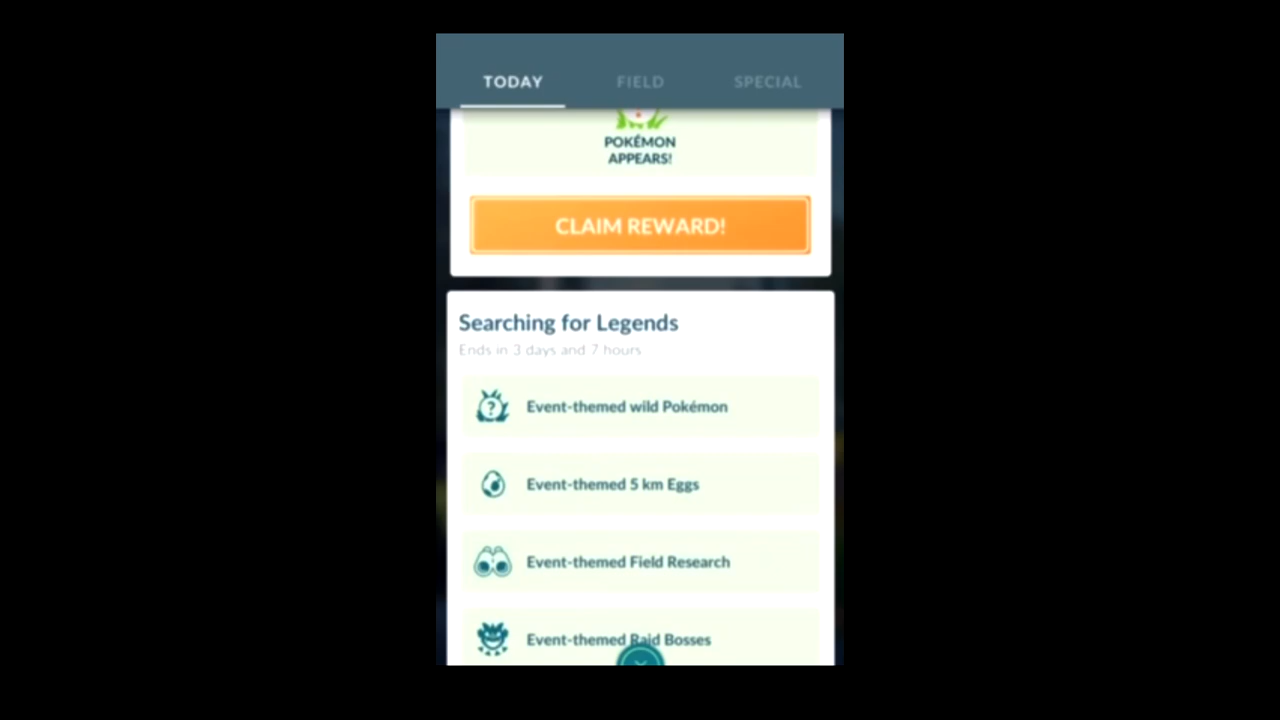 TODAY
FIELD
SPECIAL
POKÉMON
APPEARS!
CLAIM REWARD!
Searching for Legends
Ends in 3 days and 7 hours
?
Event-themed wild Pokémon
Event-themed 5 km Eggs
Event-themed Field Research
Event-themed Raid Bosses